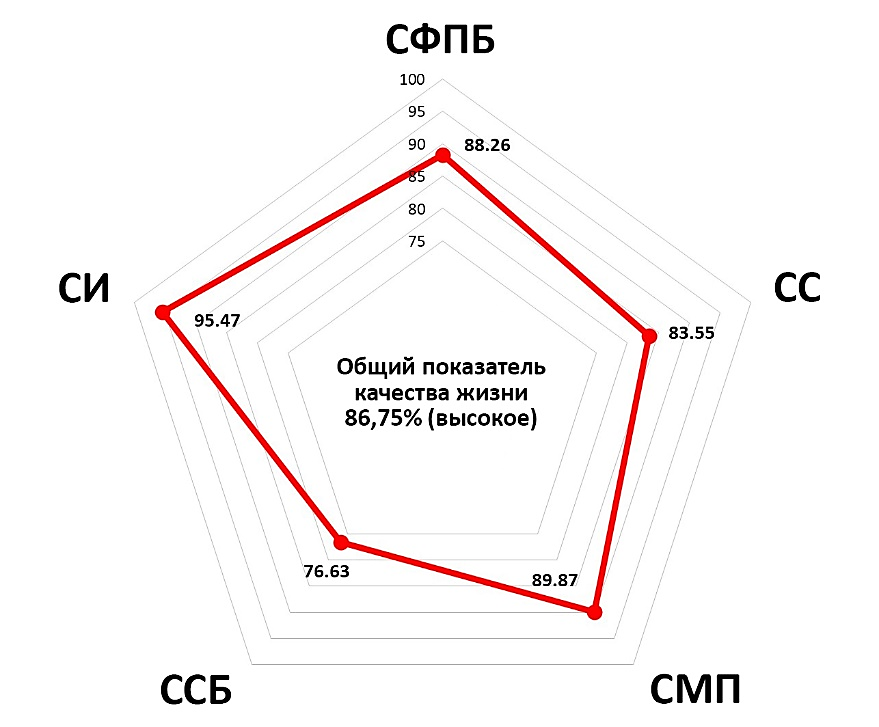 СФПБ
100
95
90
88.26
85
80
75
СИ
СС
95.47
83.55
Общий показатель
качества жизни
86,75% (высокое)
76.63
89.87
ССБ
СМП